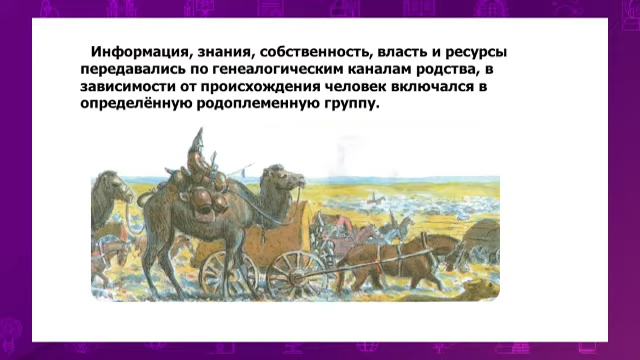 Информация, знания, собственность, власть и ресурсы
передавались по генеалогическим каналам родства, в
зависимости от происхождения человек включался в
определённую родоплеменную группу.